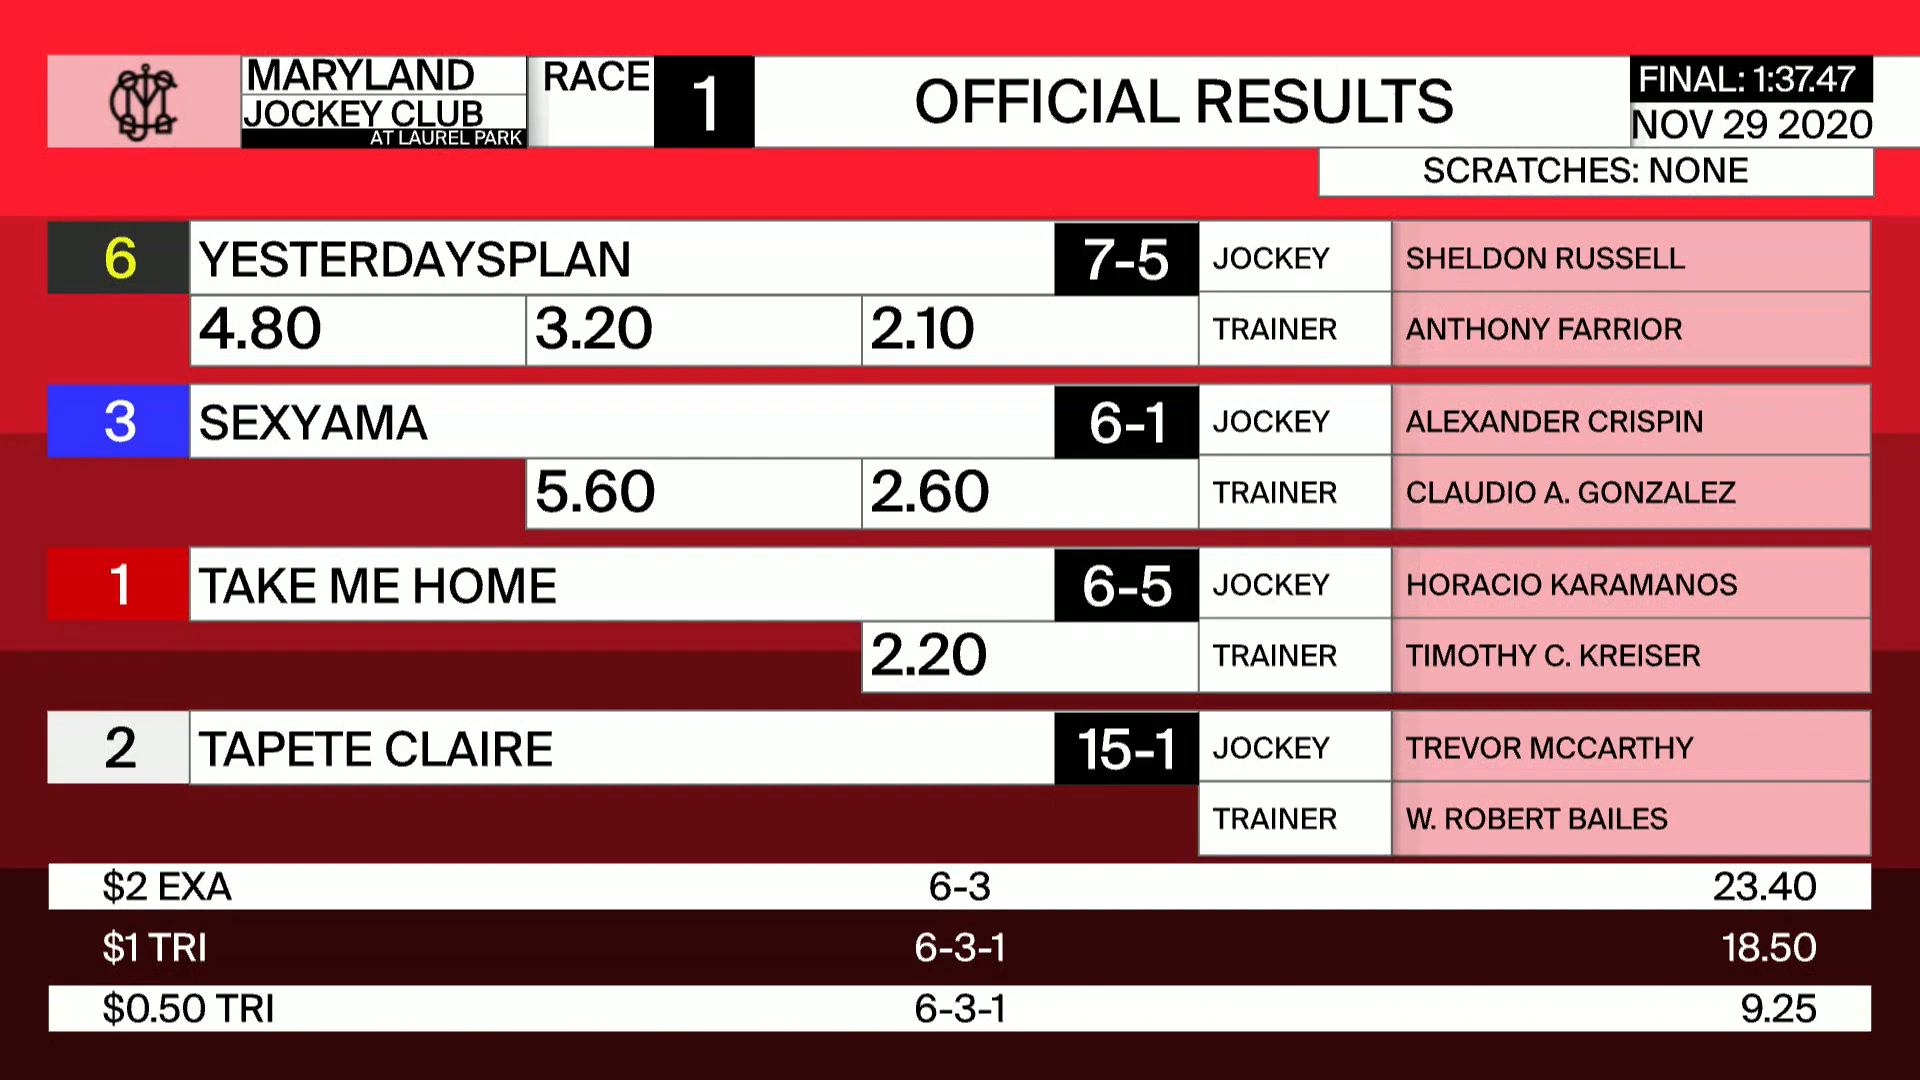 MARYLAND
JOCKEY CLUB
AT LAUREL PARK
RACE 1
OFFICIAL RESULTS
FINAL: 1:37.47
NOV 29 2020
SCRATCHES: NONE
6 YESTERDAYSPLAN 7-5 JOCKEY SHELDON RUSSELL
4.80 3.20 2.10 TRAINER ANTHONY FARRIOR
3 SEXYAMA 6-1 JOCKEY ALEXANDER CRISPIN
5.60 2.60 TRAINER CLAUDIO A. GONZALEZ
1 TAKE ME HOME 6-5 JOCKEY HORACIO KARAMANOS
2.20 TRAINER TIMOTHY C. KREISER
2 TAPETE CLAIRE 15-1 JOCKEY TREVOR MCCARTHY
TRAINER W. ROBERT BAILES
$2 EXA 6-3 23.40
$1 TRI 6-3-1 18.50
$0.50 TRI 6-3-1 9.25